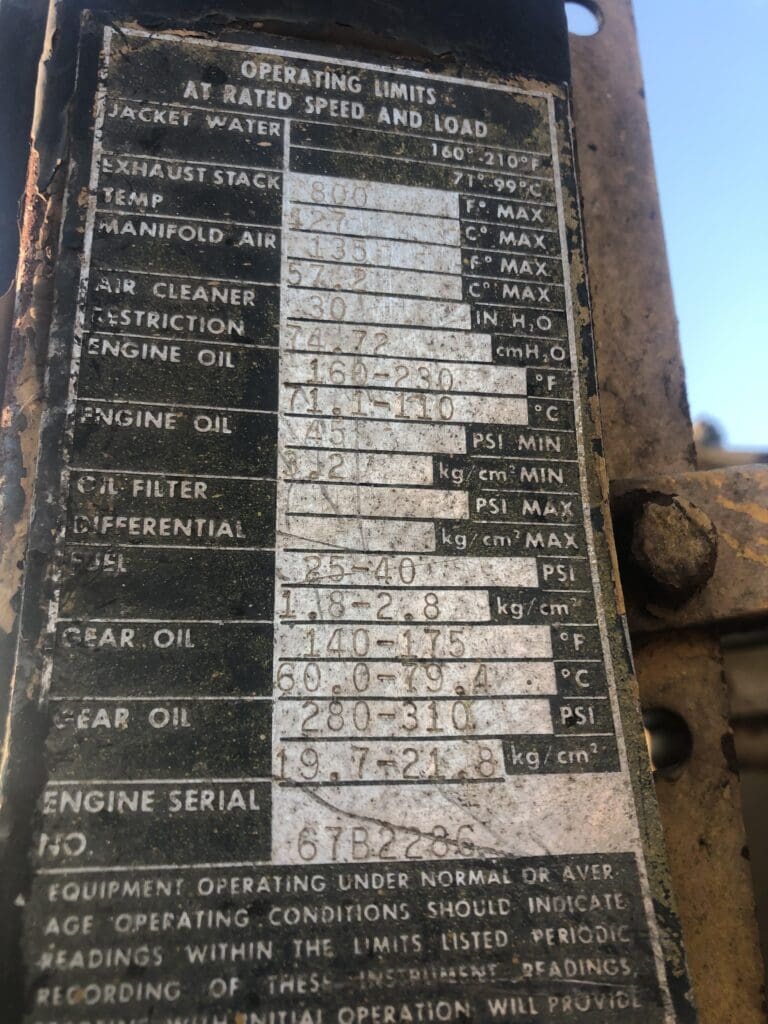 OPERATING LIMITS
AT RATED SPEED AND LOAD
JACKET WATER 160°-210°F
71°-99°C
EXHAUST STACK 800 F° MAX
TEMP 427 C° MAX
MANIFOLD AIR 135 F° MAX
57.2 C° MAX
AIR CLEANER 30 IN H₂O
RESTRICTION 74.72 cmH₂O
ENGINE OIL 160-230 °F
71.1-110 °C
ENGINE OIL 45 PSI MIN
3.2 kg/cm² MIN
OIL FILTER PSI MAX
DIFFERENTIAL kg/cm² MAX
FUEL 25-40 PSI
1.8-2.8 kg/cm²
GEAR OIL 140-175 °F
60.0-79.4 °C
GEAR OIL 280-310 PSI
19.7-21.8 kg/cm²
ENGINE SERIAL
NO. 67B2286
EQUIPMENT OPERATING UNDER NORMAL OR AVER-
AGE OPERATING CONDITIONS SHOULD INDICATE
READINGS WITHIN THE LIMITS LISTED PERIODIC
RECORDING OF THESE INSTRUMENT READINGS,
WITH INITIAL OPERATION WILL PROVIDE